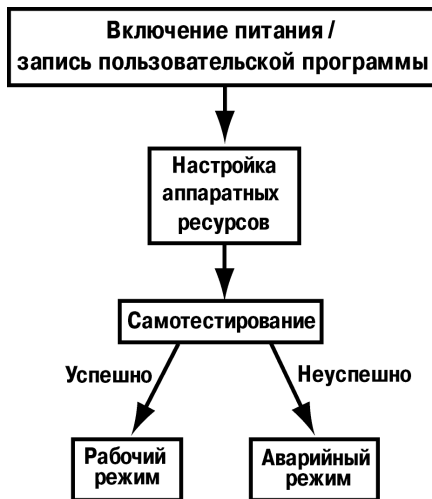 Включение питания /
запись пользовательской программы
Настройка
аппаратных
ресурсов
Самотестирование
Успешно
Неуспешно
Рабочий
режим
Аварийный
режим